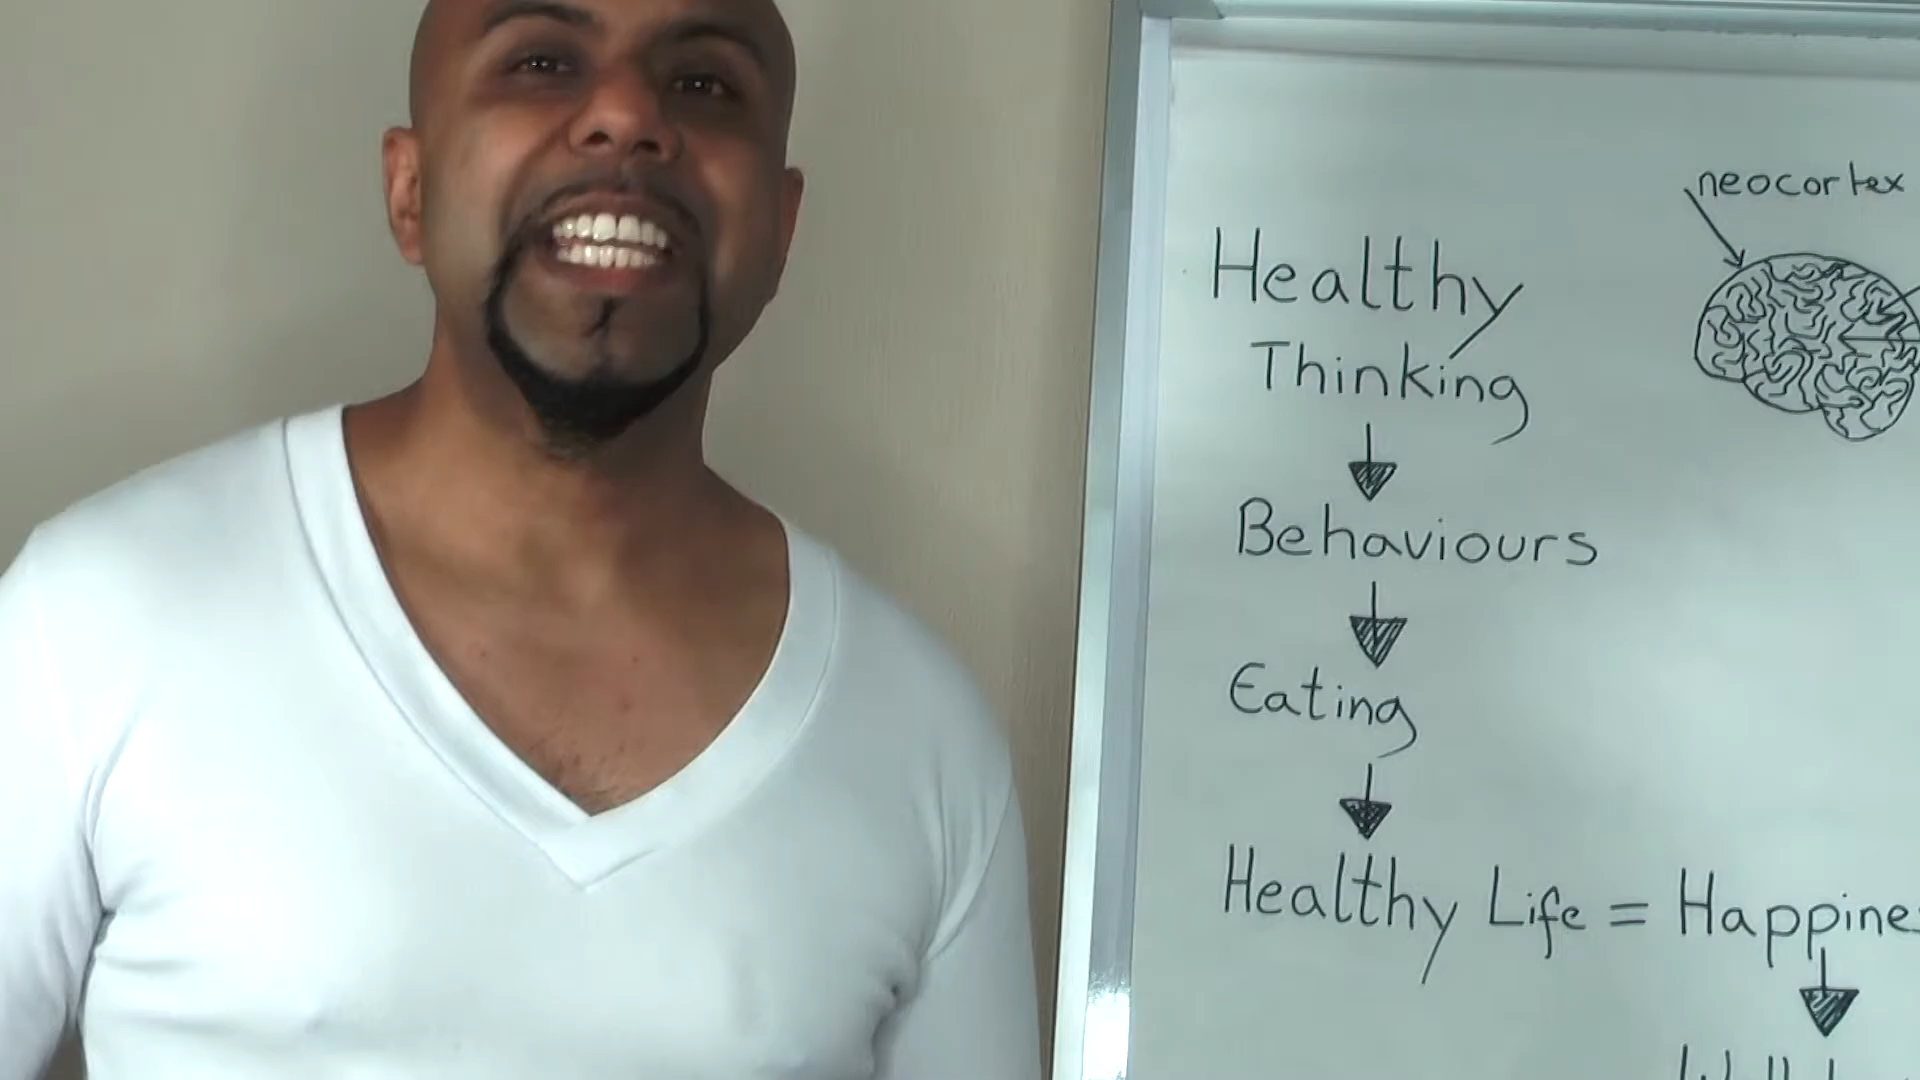 neocortex
Healthy
Thinking
Behaviours
Eating
Healthy Life = Happines